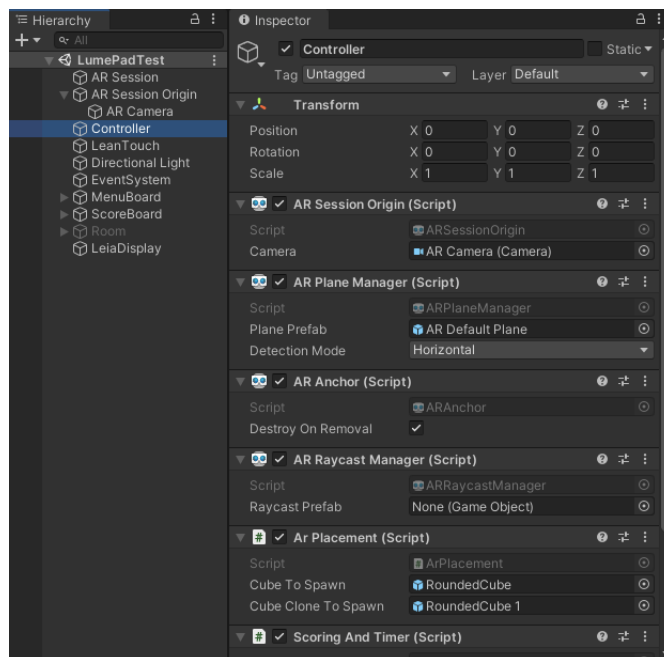 Hierarchy
All
LumePadTest
AR Session
AR Session Origin
AR Camera
Controller
LeanTouch
Directional Light
EventSystem
MenuBoard
ScoreBoard
Room
LeiaDisplay
Inspector
Controller
Static
Tag Untagged Layer Default
Transform
Position X 0 Y 0 Z 0
Rotation X 0 Y 0 Z 0
Scale X 1 Y 1 Z 1
AR Session Origin (Script)
Script ARSessionOrigin
Camera AR Camera (Camera)
AR Plane Manager (Script)
Script ARPlaneManager
Plane Prefab AR Default Plane
Detection Mode Horizontal
AR Anchor (Script)
Script ARAnchor
Destroy On Removal
AR Raycast Manager (Script)
Script ARRaycastManager
Raycast Prefab None (Game Object)
# Ar Placement (Script)
Script ArPlacement
Cube To Spawn RoundedCube
Cube Clone To Spawn RoundedCube 1
# Scoring And Timer (Script)